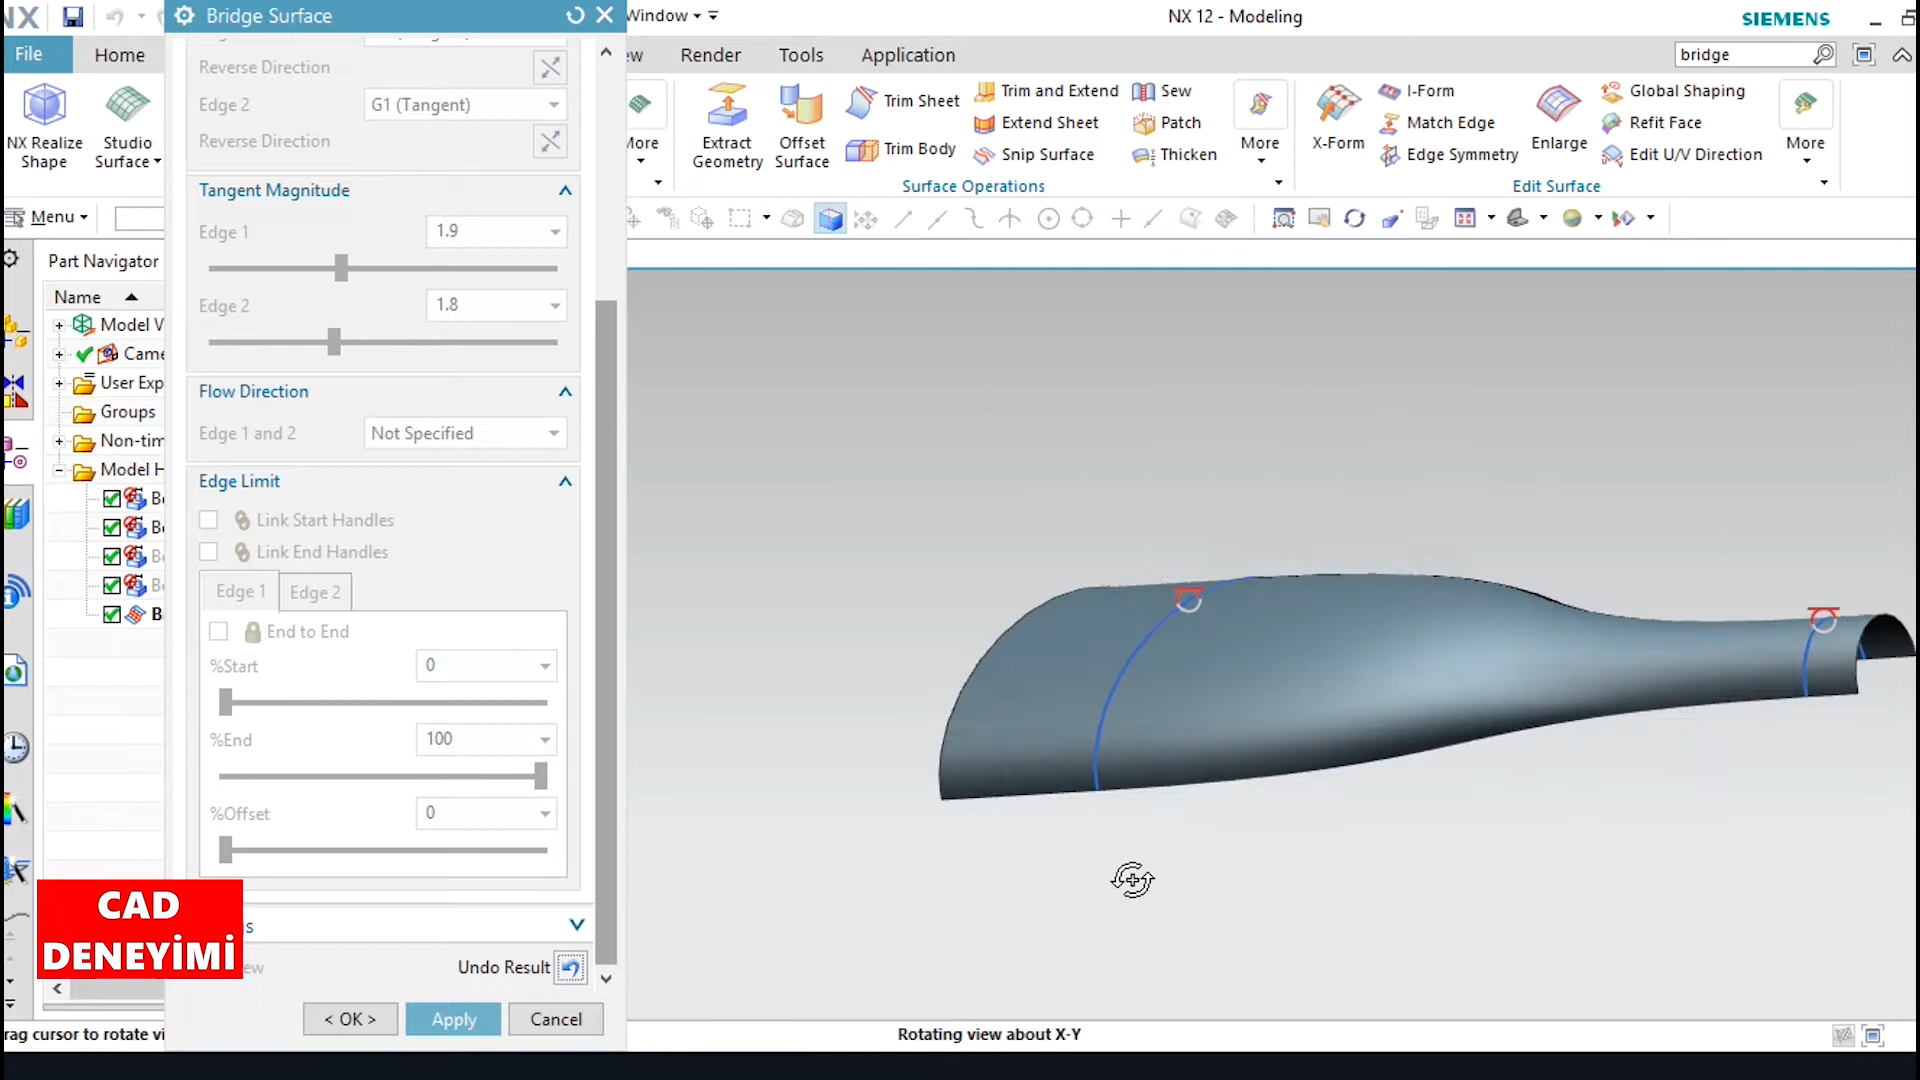 NX
Bridge Surface
Window
NX 12 - Modeling
SIEMENS
File
Home
Render
Tools
Application
bridge
NX Realize
Shape
Studio
Surface
Reverse Direction
Edge 2
G1 (Tangent)
Reverse Direction
Extract
Geometry
Offset
Surface
Trim Sheet
Trim Body
Trim and Extend
Extend Sheet
Snip Surface
Sew
Patch
Thicken
More
Surface Operations
X-Form
I-Form
Match Edge
Edge Symmetry
Enlarge
Global Shaping
Refit Face
Edit U/V Direction
More
Edit Surface
Menu
Tangent Magnitude
Edge 1
1.9
Edge 2
1.8
Flow Direction
Edge 1 and 2
Not Specified
Edge Limit
Link Start Handles
Link End Handles
Edge 1
Edge 2
End to End
%Start
0
%End
100
%Offset
0
Undo Result
< OK >
Apply
Cancel
Part Navigator
Name
Model V
Came
User Exp
Groups
Non-tim
Model H
B
CAD
DENEYİMİ
rag cursor to rotate vi
Rotating view about X-Y